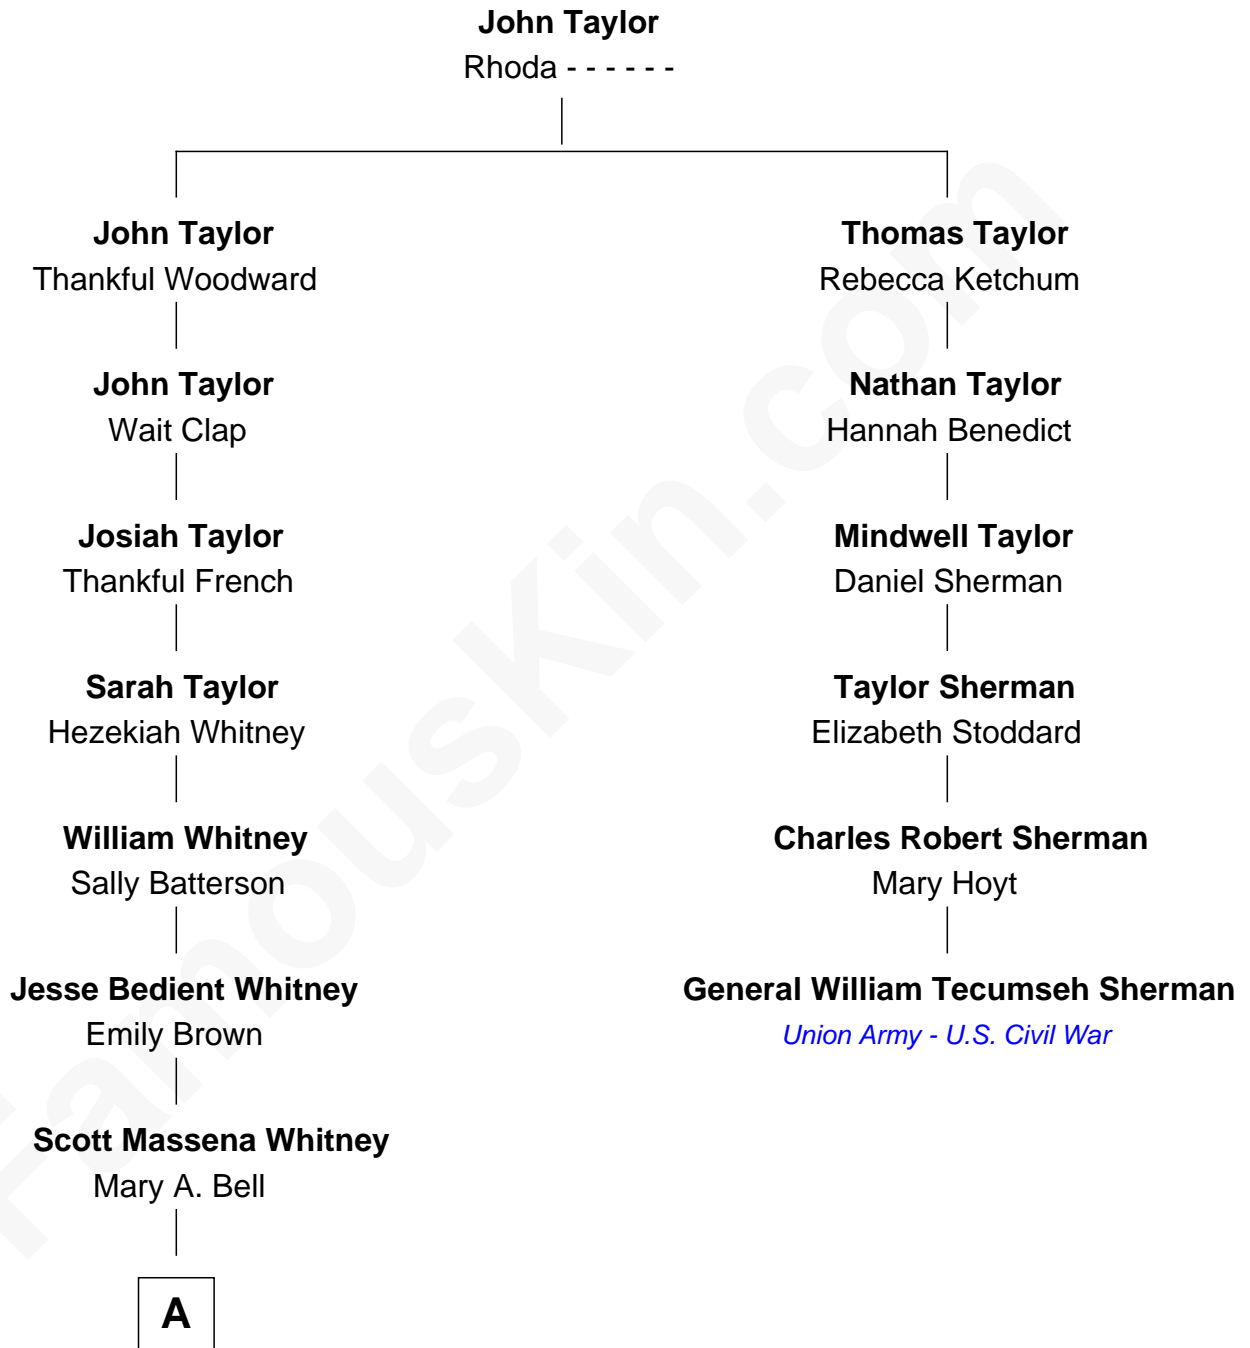 John Taylor
Rhoda - - - - - -
John Taylor
Thankful Woodward
Thomas Taylor
Rebecca Ketchum
John Taylor
Wait Clap
Nathan Taylor
Hannah Benedict
Josiah Taylor
Thankful French
Mindwell Taylor
Daniel Sherman
Sarah Taylor
Hezekiah Whitney
Taylor Sherman
Elizabeth Stoddard
William Whitney
Sally Batterson
Charles Robert Sherman
Mary Hoyt
Jesse Bedient Whitney
Emily Brown
General William Tecumseh Sherman
Union Army - U.S. Civil War
Scott Massena Whitney
Mary A. Bell
A
FamousKin.com